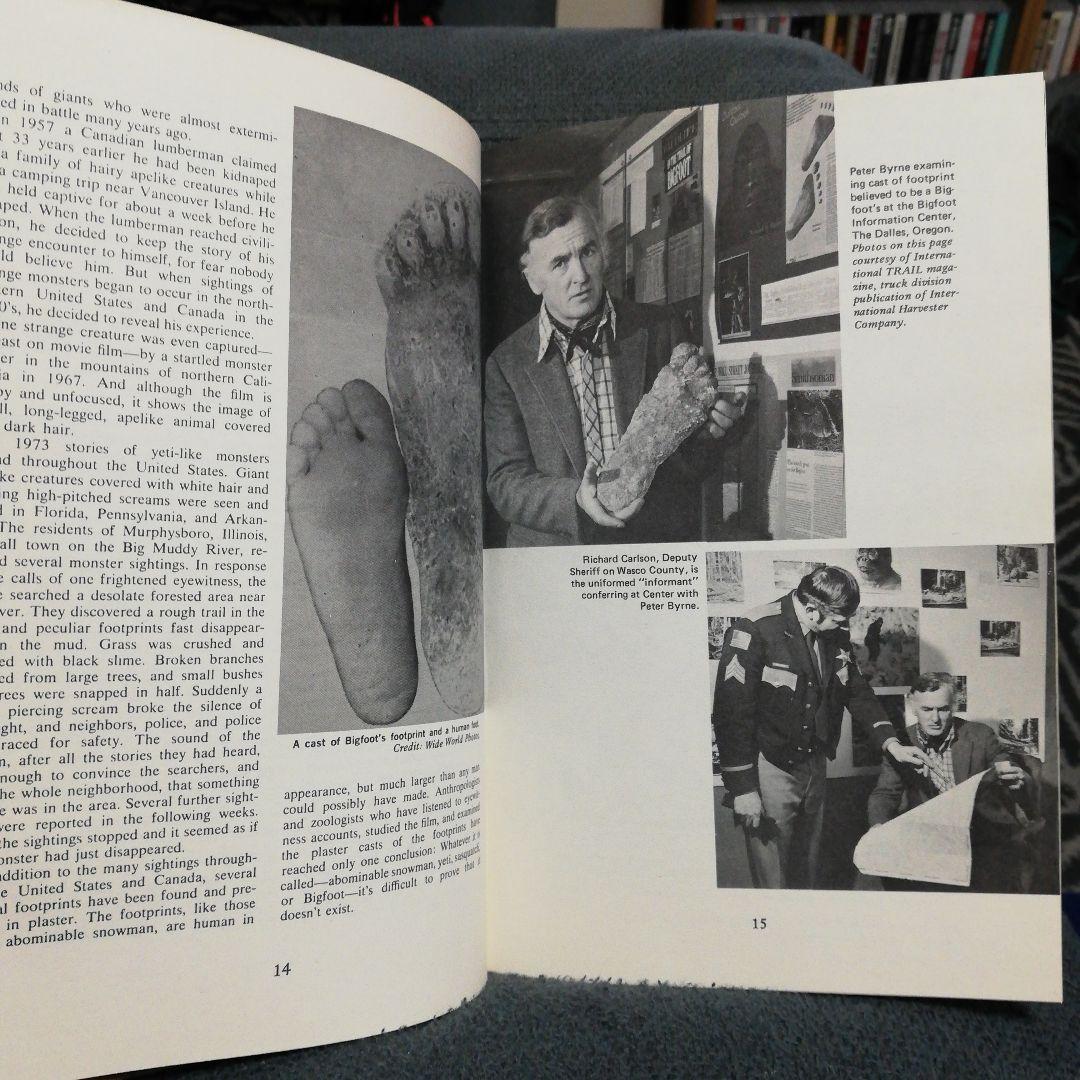 nds of giants who were almost extermi-
ed in battle many years ago.
n 1957 a Canadian lumberman claimed
t 33 years earlier he had been kidnaped
a family of hairy apelike creatures while
a camping trip near Vancouver Island. He
held captive for about a week before he
aped. When the lumberman reached civili-
on, he decided to keep the story of his
nge encounter to himself, for fear nobody
ld believe him. But when sightings of
nge monsters began to occur in the north-
tern United States and Canada in the
0's, he decided to reveal his experience.
ne strange creature was even captured—
east on movie film—by a startled monster
er in the mountains of northern Cali-
ia in 1967. And although the film is
py and unfocused, it shows the image of
ll, long-legged, apelike animal covered
dark hair.
1973 stories of yeti-like monsters
d throughout the United States. Giant
ke creatures covered with white hair and
ing high-pitched screams were seen and
d in Florida, Pennsylvania, and Arkan-
The residents of Murphysboro, Illinois,
all town on the Big Muddy River, re-
d several monster sightings. In response
e calls of one frightened eyewitness, the
e searched a desolate forested area near
ver. They discovered a rough trail in the
and peculiar footprints fast disappear-
n the mud. Grass was crushed and
ed with black slime. Broken branches
ed from large trees, and small bushes
rees were snapped in half. Suddenly a
piercing scream broke the silence of
ight, and neighbors, police, and police
raced for safety. The sound of the
n, after all the stories they had heard,
nough to convince the searchers, and
he whole neighborhood, that something
e was in the area. Several further sight-
were reported in the following weeks.
the sightings stopped and it seemed as if
onster had just disappeared.
addition to the many sightings through-
e United States and Canada, several
al footprints have been found and pre-
in plaster. The footprints, like those
abominable snowman, are human in
A cast of Bigfoot's footprint and a human foot.
Credit: Wide World Photos.
appearance, but much larger than any man
could possibly have made. Anthropologists
and zoologists who have listened to eyewit-
ness accounts, studied the film, and examined
the plaster casts of the footprints have
reached only one conclusion: Whatever it is
called—abominable snowman, yeti, sasquatch,
or Bigfoot—it's difficult to prove that it
doesn't exist.
14
BIGFOOT
WALL STREET JO
Smithsonian
Peter Byrne examin-
ing cast of footprint
believed to be a Big-
foot's at the Bigfoot
Information Center,
The Dalles, Oregon.
Photos on this page
courtesy of Interna-
tional TRAIL maga-
zine, truck division
publication of Inter-
national Harvester
Company.
Richard Carlson, Deputy
Sheriff on Wasco County, is
the uniformed "informant"
conferring at Center with
Peter Byrne.
15